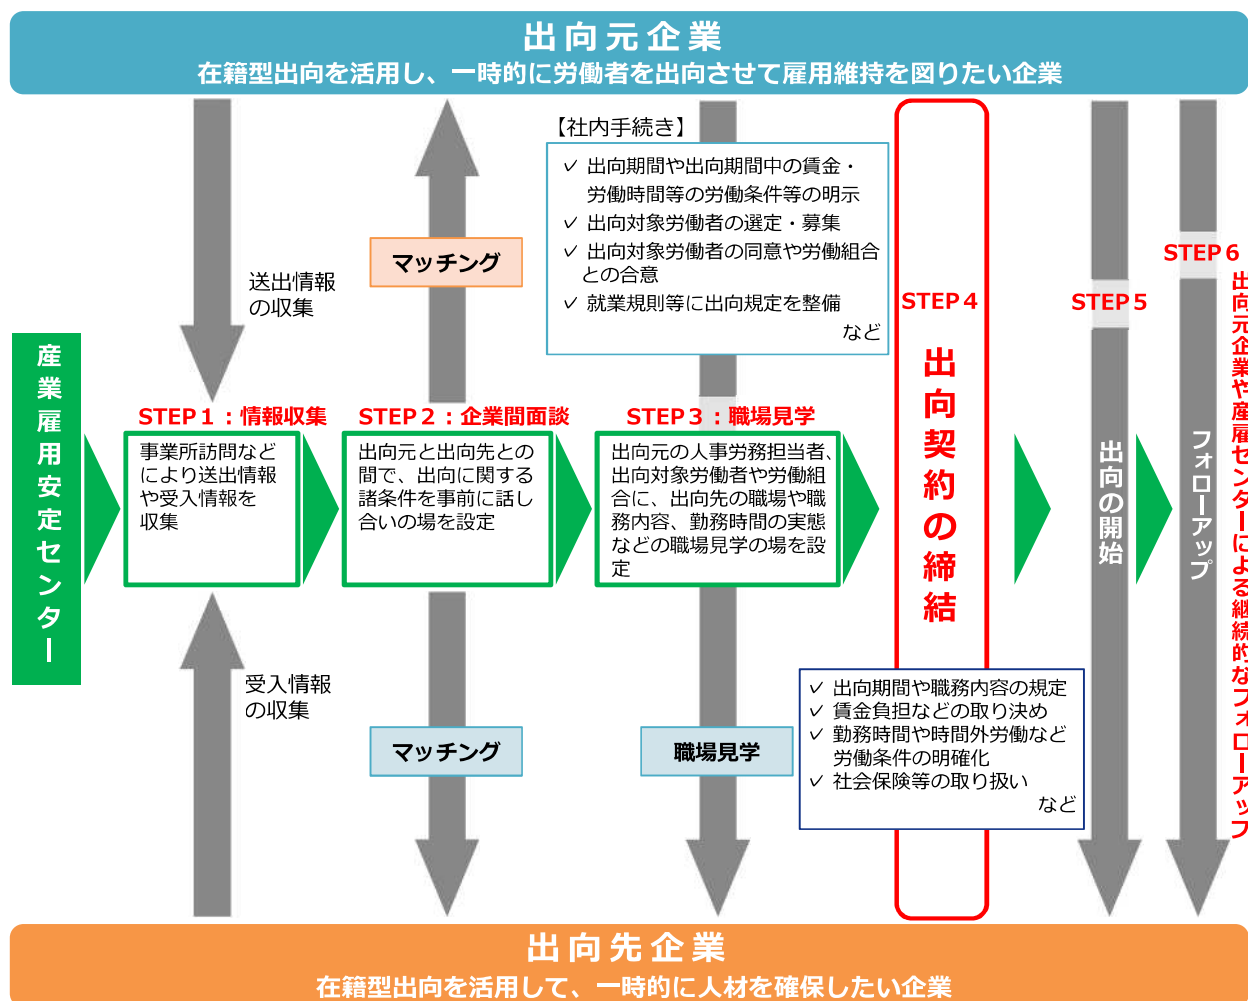 出向元企業
在籍型出向を活用し、一時的に労働者を出向させて雇用維持を図りたい企業
【社内手続き】
✓ 出向期間や出向期間中の賃金・
労働時間等の労働条件等の明示
✓ 出向対象労働者の選定・募集
✓ 出向対象労働者の同意や労働組合
との合意
✓ 就業規則等に出向規定を整備
など
マッチング
送出情報
の収集
産業雇用安定センター
STEP1：情報収集
事業所訪問など
により送出情報
や受入情報を
収集
STEP2：企業間面談
出向元と出向先との
間で、出向に関する
諸条件を事前に話し
合いの場を設定
STEP3：職場見学
出向元の人事労務担当者、
出向対象労働者や労働組
合に、出向先の職場や職
務内容、勤務時間の実態
などの職場見学の場を設
定
STEP4
出向契約の締結
STEP5
出向の開始
STEP6
フォローアップ
出向元企業や産雇センターによる継続的なフォローアップ
受入情報
の収集
マッチング
職場見学
✓ 出向期間や職務内容の規定
✓ 賃金負担などの取り決め
✓ 勤務時間や時間外労働など
労働条件の明確化
✓ 社会保険等の取り扱い
など
出向先企業
在籍型出向を活用して、一時的に人材を確保したい企業